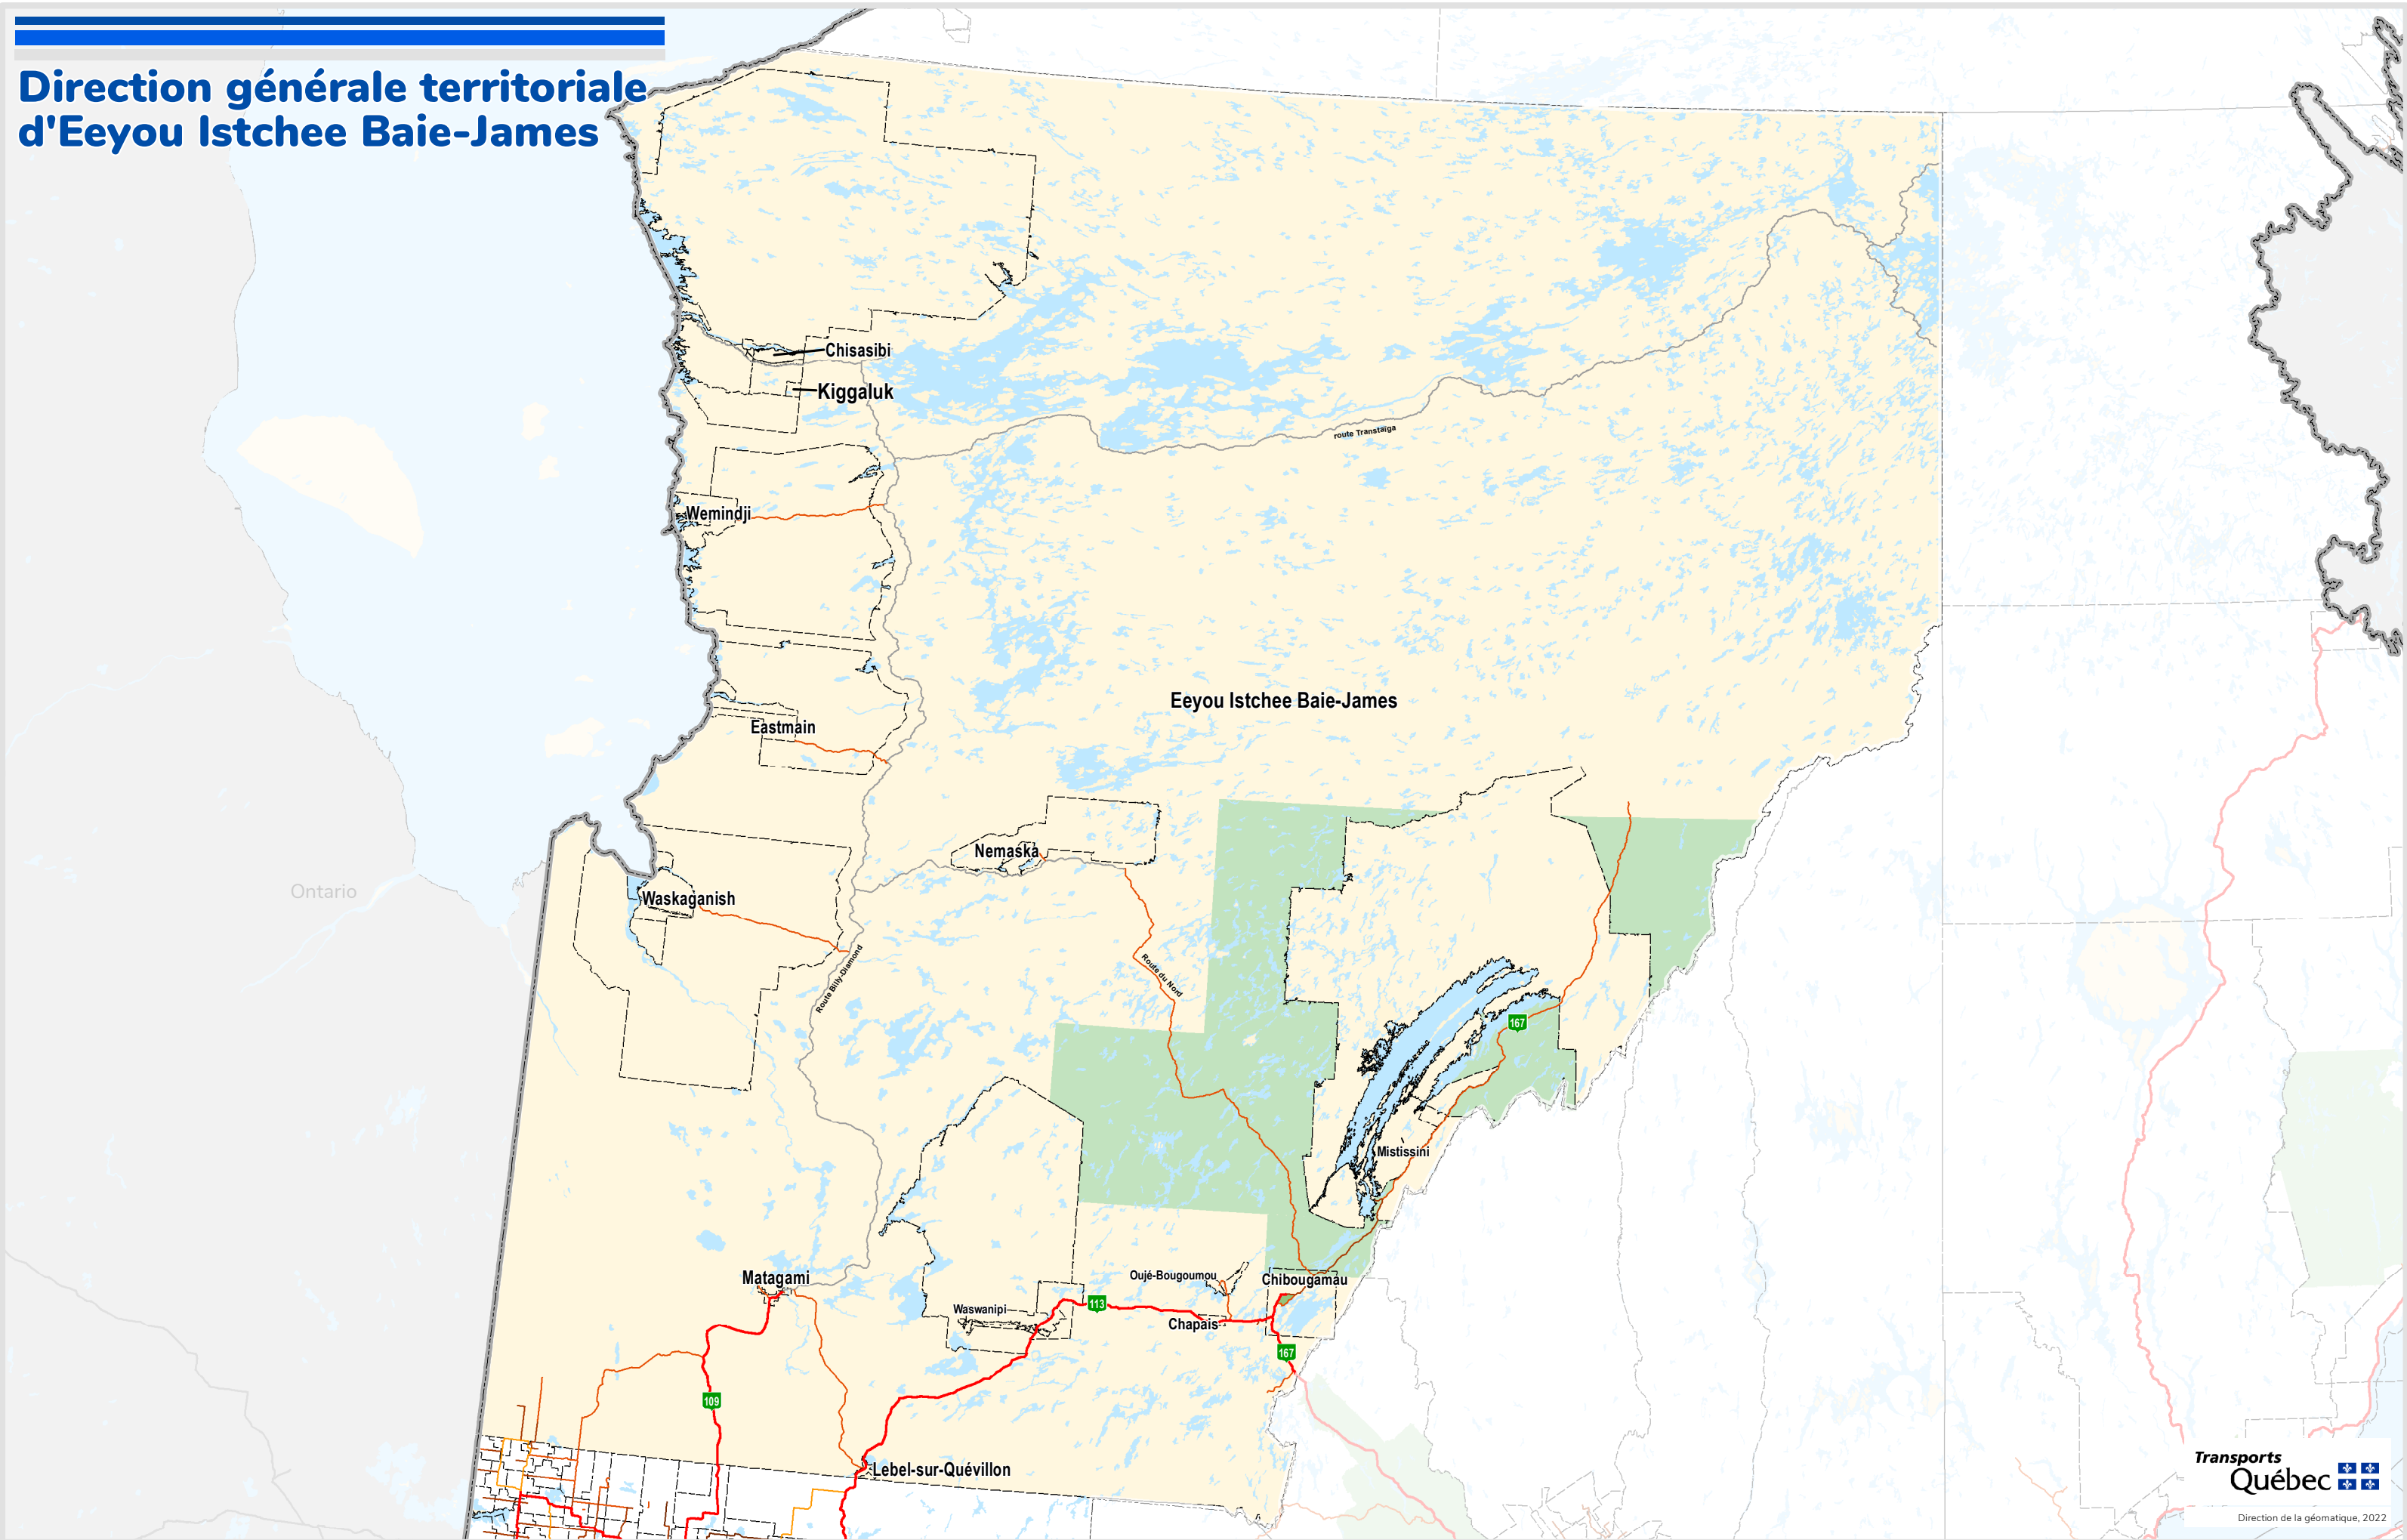 Direction générale territoriale
d'Eeyou Istchee Baie-James
Chisasibi
Kiggaluk
route Transtaïga
Wemindji
Eeyou Istchee Baie-James
Eastmain
Nemaska
Ontario
Waskaganish
Route Billy-Diamond
Route du Nord
167
Mistissini
Matagami
Oujé-Bougoumou
Chibougamau
Waswanipi
113
Chapais
167
109
Lebel-sur-Quévillon
Transports
Québec
Direction de la géomatique, 2022